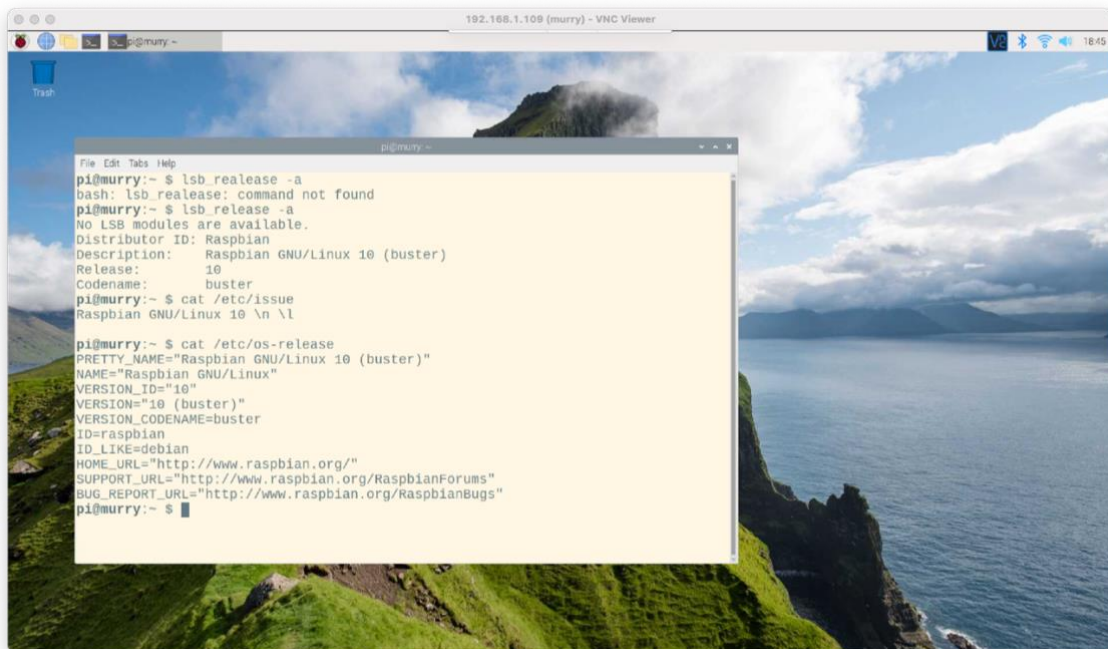 192.168.1.109 (murry) - VNC Viewer
pi@murry: ~
18:45
Trash
pi@murry: ~
File Edit Tabs Help
pi@murry:~ $ lsb_realease -a
bash: lsb_realease: command not found
pi@murry:~ $ lsb_release -a
No LSB modules are available.
Distributor ID: Raspbian
Description:    Raspbian GNU/Linux 10 (buster)
Release:        10
Codename:       buster
pi@murry:~ $ cat /etc/issue
Raspbian GNU/Linux 10 \n \l
pi@murry:~ $ cat /etc/os-release
PRETTY_NAME="Raspbian GNU/Linux 10 (buster)"
NAME="Raspbian GNU/Linux"
VERSION_ID="10"
VERSION="10 (buster)"
VERSION_CODENAME=buster
ID=raspbian
ID_LIKE=debian
HOME_URL="http://www.raspbian.org/"
SUPPORT_URL="http://www.raspbian.org/RaspbianForums"
BUG_REPORT_URL="http://www.raspbian.org/RaspbianBugs"
pi@murry:~ $